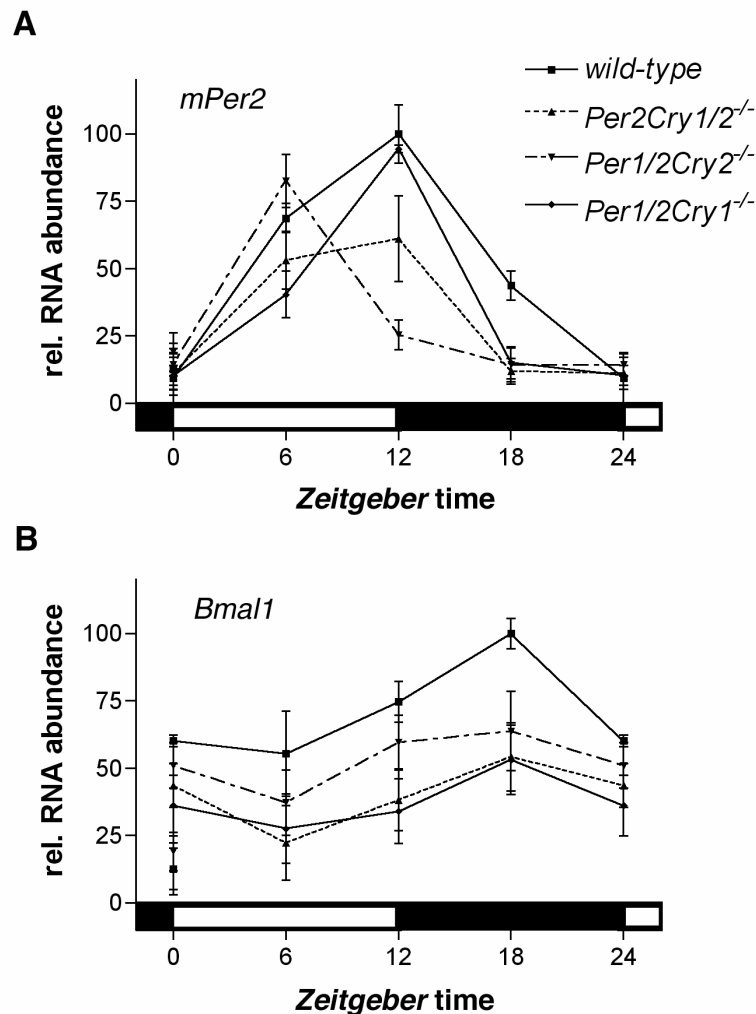 A
mPer2
wild-type
Per2Cry1/2-/-
Per1/2Cry2-/-
Per1/2Cry1-/-
rel. RNA abundance
100
75
50
25
0
0 6 12 18 24
Zeitgeber time
B
Bmal1
rel. RNA abundance
100
75
50
25
0
0 6 12 18 24
Zeitgeber time